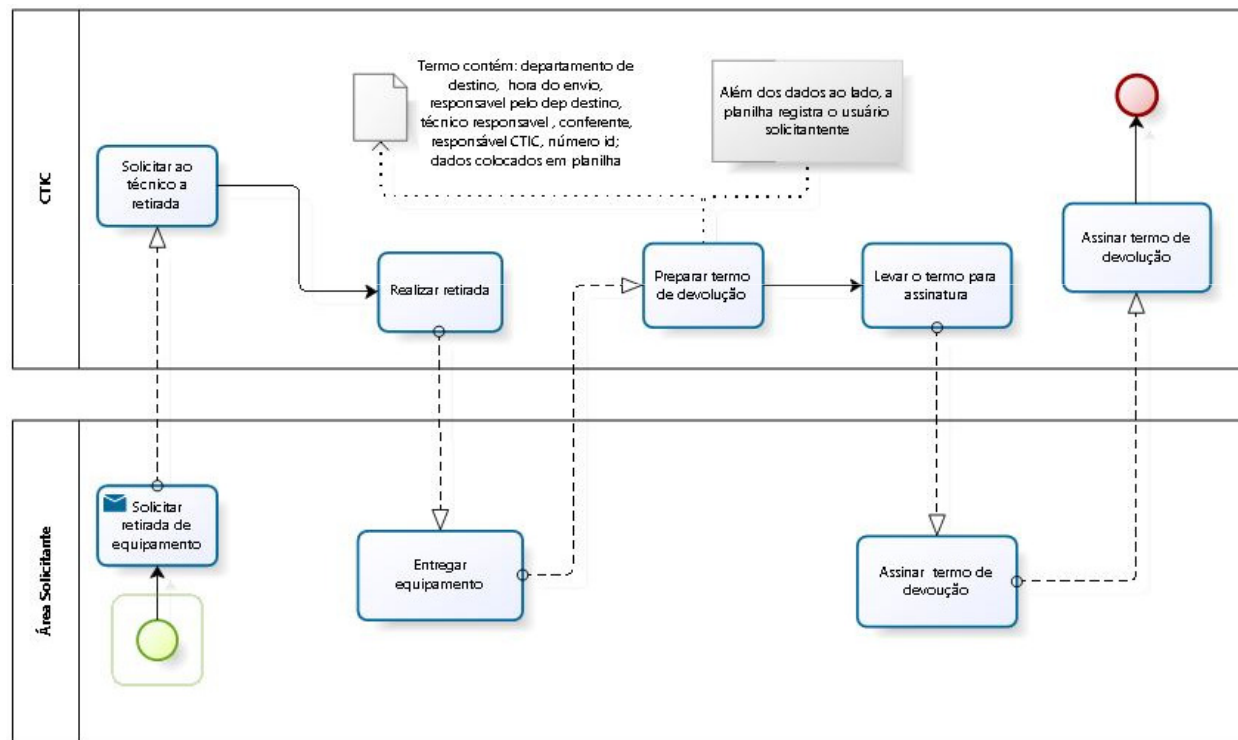 CTIC
Termo contém: departamento de
destino, hora do envio,
responsavel pelo dep destino,
técnico responsavel , conferente,
responsável CTIC, número id;
dados colocados em planilha
Além dos dados ao lado, a
planilha registra o usuário
solicitantente
Solicitar ao
técnico a
retirada
Realizar retirada
Preparar termo
de devolução
Levar o termo para
assinatura
Assinar termo de
devolução
Área Solicitante
Solicitar
retirada de
equipamento
Entregar
equipamento
Assinar termo de
devoução